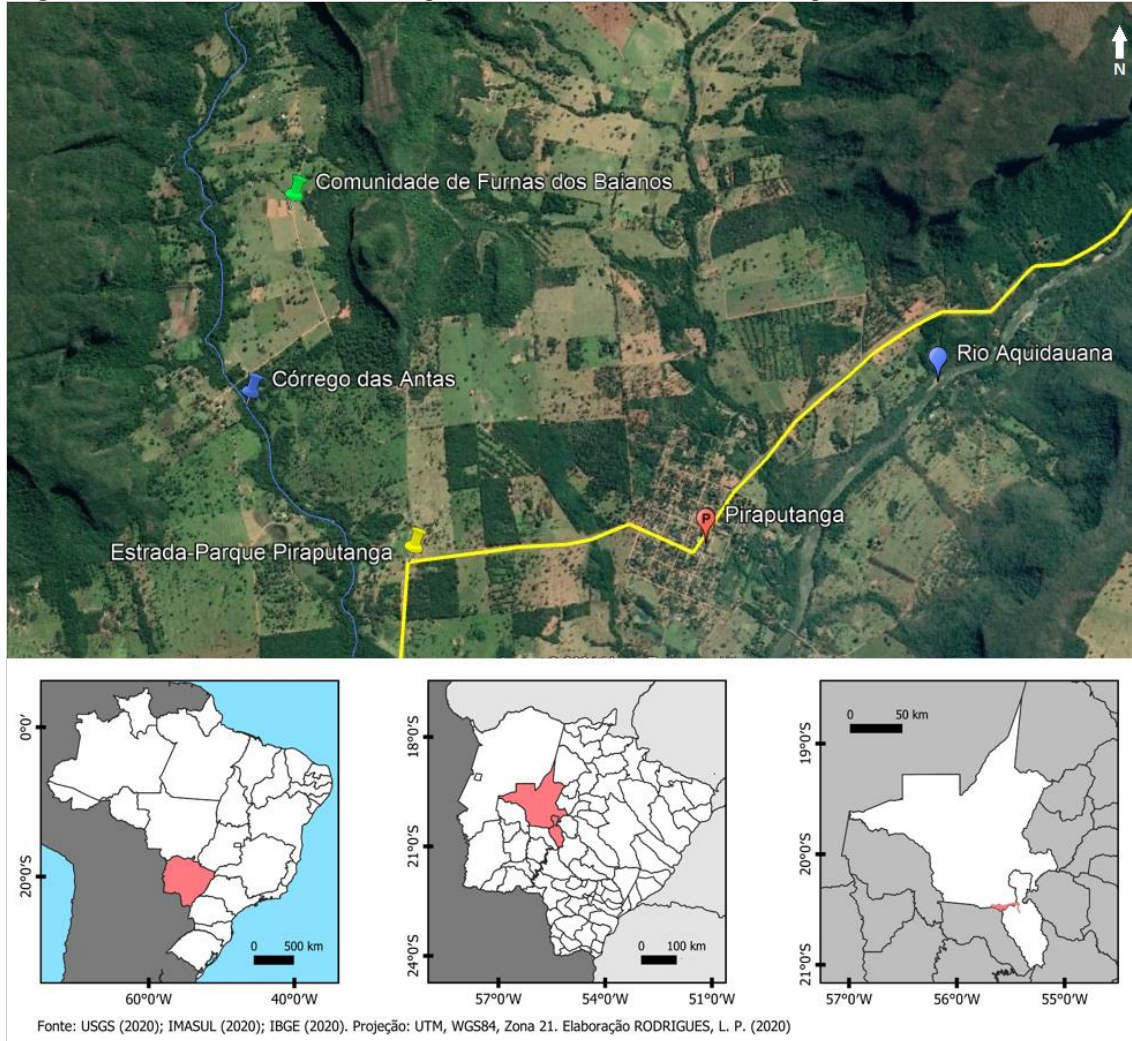 N
Comunidade de Furnas dos Baianos
Rio Aquidauana
Córrego das Antas
P
Piraputanga
Estrada-Parque Piraputanga
0°0'
20°0'S
0 500 km
60°0'W 40°0'W
18°0'S
21°0'S
24°0'S
0 100 km
57°0'W 54°0'W 51°0'W
0 50 km
19°0'S
20°0'S
21°0'S
57°0'W 56°0'W 55°0'W
Fonte: USGS (2020); IMASUL (2020); IBGE (2020). Projeção: UTM, WGS84, Zona 21. Elaboração RODRIGUES, L. P. (2020)